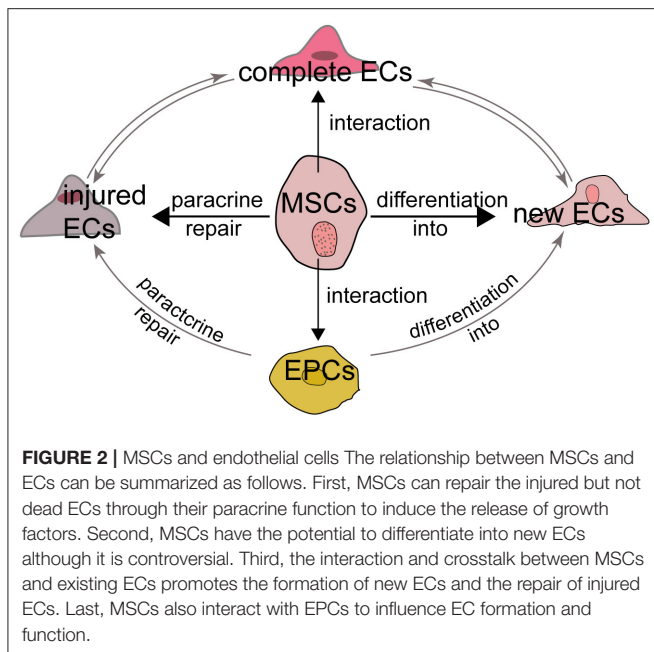 complete ECs
interaction
injured
ECs
paracrine
repair
MSCs
differentiation
into
new ECs
interaction
paractcrine
repair
differentiation
into
EPCs
FIGURE 2 | MSCs and endothelial cells The relationship between MSCs and
ECs can be summarized as follows. First, MSCs can repair the injured but not
dead ECs through their paracrine function to induce the release of growth
factors. Second, MSCs have the potential to differentiate into new ECs
although it is controversial. Third, the interaction and crosstalk between MSCs
and existing ECs promotes the formation of new ECs and the repair of injured
ECs. Last, MSCs also interact with EPCs to influence EC formation and
function.